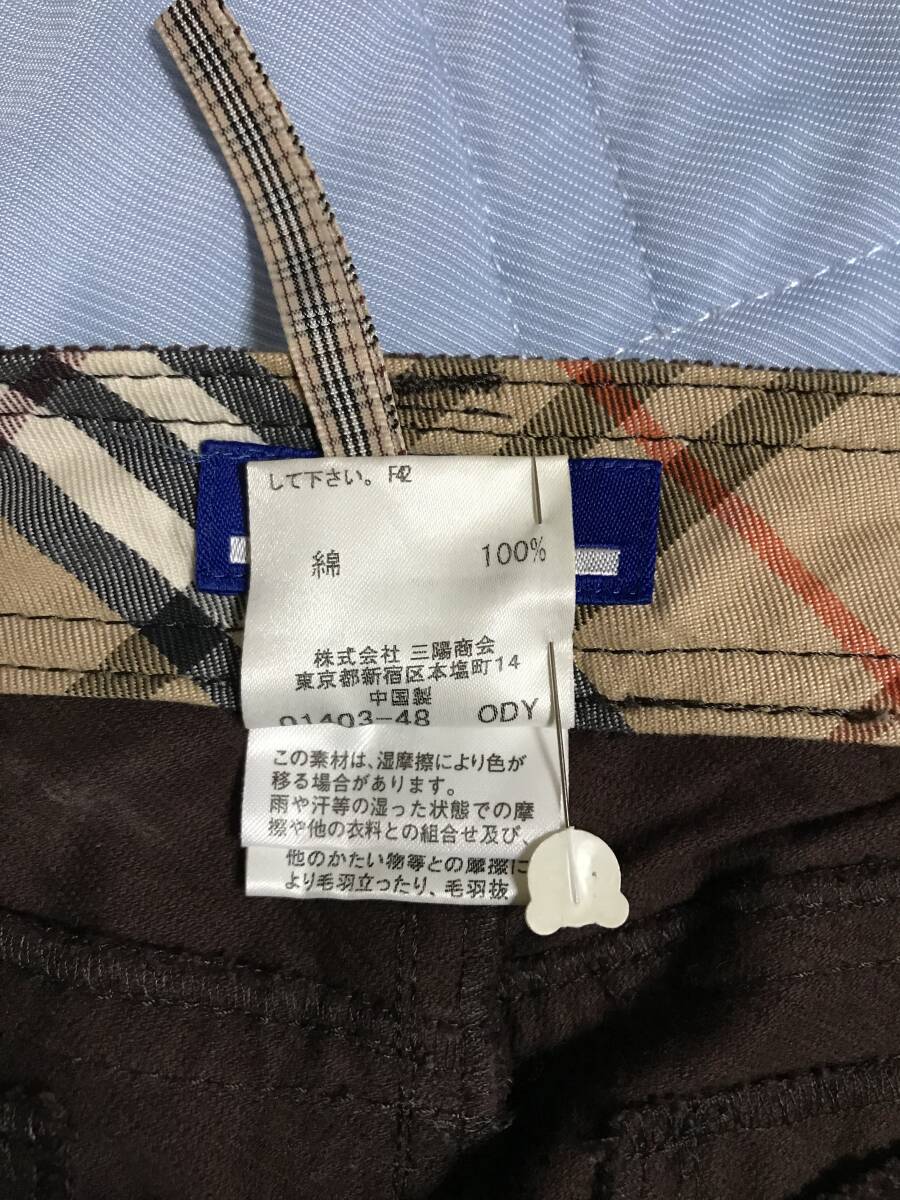 して下さい。 F42
綿 100%
株式会社 三陽商会
東京都新宿区本塩町14
中国製
01403-48 ODY
この素材は、湿摩擦により色が
移る場合があります。
雨や汗等の湿った状態での摩
擦や他の衣料との組合せ及び、
他のかたい物等との摩擦に
より毛羽立ったり、毛羽抜